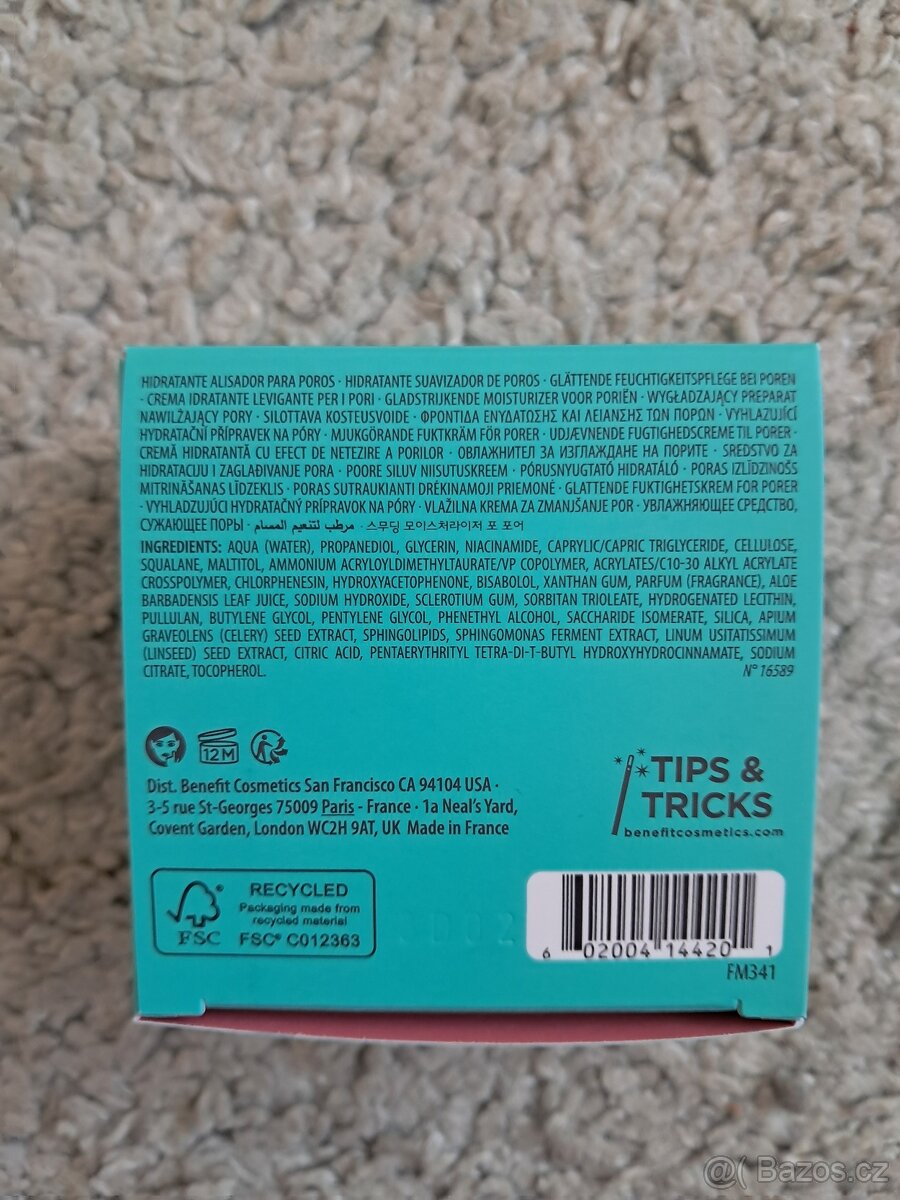 HIDRATANTE ALISADOR PARA POROS · HIDRATANTE SUAVIZADOR DE POROS · GLÄTTENDE FEUCHTIGKEITSPFLEGE BEI POREN
· CREMA IDRATANTE LEVIGANTE PER I PORI · GLADSTRIJKENDE MOISTURIZER VOOR PORIËN · WYGŁADZAJĄCY PREPARAT
NAWILŻAJĄCY PORY · SILOTTAVA KOSTEUSVOIDE · ΦΡΟΝΤΙΔΑ ΕΝΥΔΑΤΩΣΗΣ ΚΑΙ ΛΕΙΑΝΣΗΣ ΤΩΝ ΠΟΡΩΝ · VYHLAZUJÍCÍ
HYDRATAČNÍ PŘÍPRAVEK NA PÓRY · MJUKGÖRANDE FUKTKRÄM FÖR PORER · UDJÆVNENDE FUGTIGHEDSCREME TIL PORER ·
CREMĂ HIDRATANTĂ CU EFECT DE NETEZIRE A PORILOR · ОВЛАЖНИТЕЛ ЗА ИЗГЛАЖДАНЕ НА ПОРИТЕ · SREDSTVO ZA
HIDRATACIJU I ZAGLAĐIVANJE PORA · POORE SILUV NIISUTUSKREEM · PÓRUSNYUGTATÓ HIDRATÁLÓ · PORAS IZLĪDZINOŠS
MITRINĀŠANAS LĪDZEKLIS · PORAS SUTRAUKIANTI DRĖKINAMOJI PRIEMONĖ · GLATTENDE FUKTIGHETSKREM FOR PORER
· VYHLADZUJÚCI HYDRATAČNÝ PRÍPRAVOK NA PÓRY · VLAŽILNA KREMA ZA ZMANJŠANJE POR · УВЛАЖНЯЮЩЕЕ СРЕДСТВО,
СУЖАЮЩЕЕ ПОРЫ · مرطب لتنعيم المسام · 스무딩 모이스처라이저 포 포어
INGREDIENTS: AQUA (WATER), PROPANEDIOL, GLYCERIN, NIACINAMIDE, CAPRYLIC/CAPRIC TRIGLYCERIDE, CELLULOSE,
SQUALANE, MALTITOL, AMMONIUM ACRYLOYLDIMETHYLTAURATE/VP COPOLYMER, ACRYLATES/C10-30 ALKYL ACRYLATE
CROSSPOLYMER, CHLORPHENESIN, HYDROXYACETOPHENONE, BISABOLOL, XANTHAN GUM, PARFUM (FRAGRANCE), ALOE
BARBADENSIS LEAF JUICE, SODIUM HYDROXIDE, SCLEROTIUM GUM, SORBITAN TRIOLEATE, HYDROGENATED LECITHIN,
PULLULAN, BUTYLENE GLYCOL, PENTYLENE GLYCOL, PHENETHYL ALCOHOL, SACCHARIDE ISOMERATE, SILICA, APIUM
GRAVEOLENS (CELERY) SEED EXTRACT, SPHINGOLIPIDS, SPHINGOMONAS FERMENT EXTRACT, LINUM USITATISSIMUM
(LINSEED) SEED EXTRACT, CITRIC ACID, PENTAERYTHRITYL TETRA-DI-T-BUTYL HYDROXYHYDROCINNAMATE, SODIUM
CITRATE, TOCOPHEROL. N° 16589
12M
Dist. Benefit Cosmetics San Francisco CA 94104 USA ·
3-5 rue St-Georges 75009 Paris - France · 1a Neal's Yard,
Covent Garden, London WC2H 9AT, UK Made in France
TIPS &
TRICKS
benefitcosmetics.com
RECYCLED
Packaging made from
recycled material
FSC® C012363
FSC
6 02004 14420 1
FM341
@( Bazos.cz